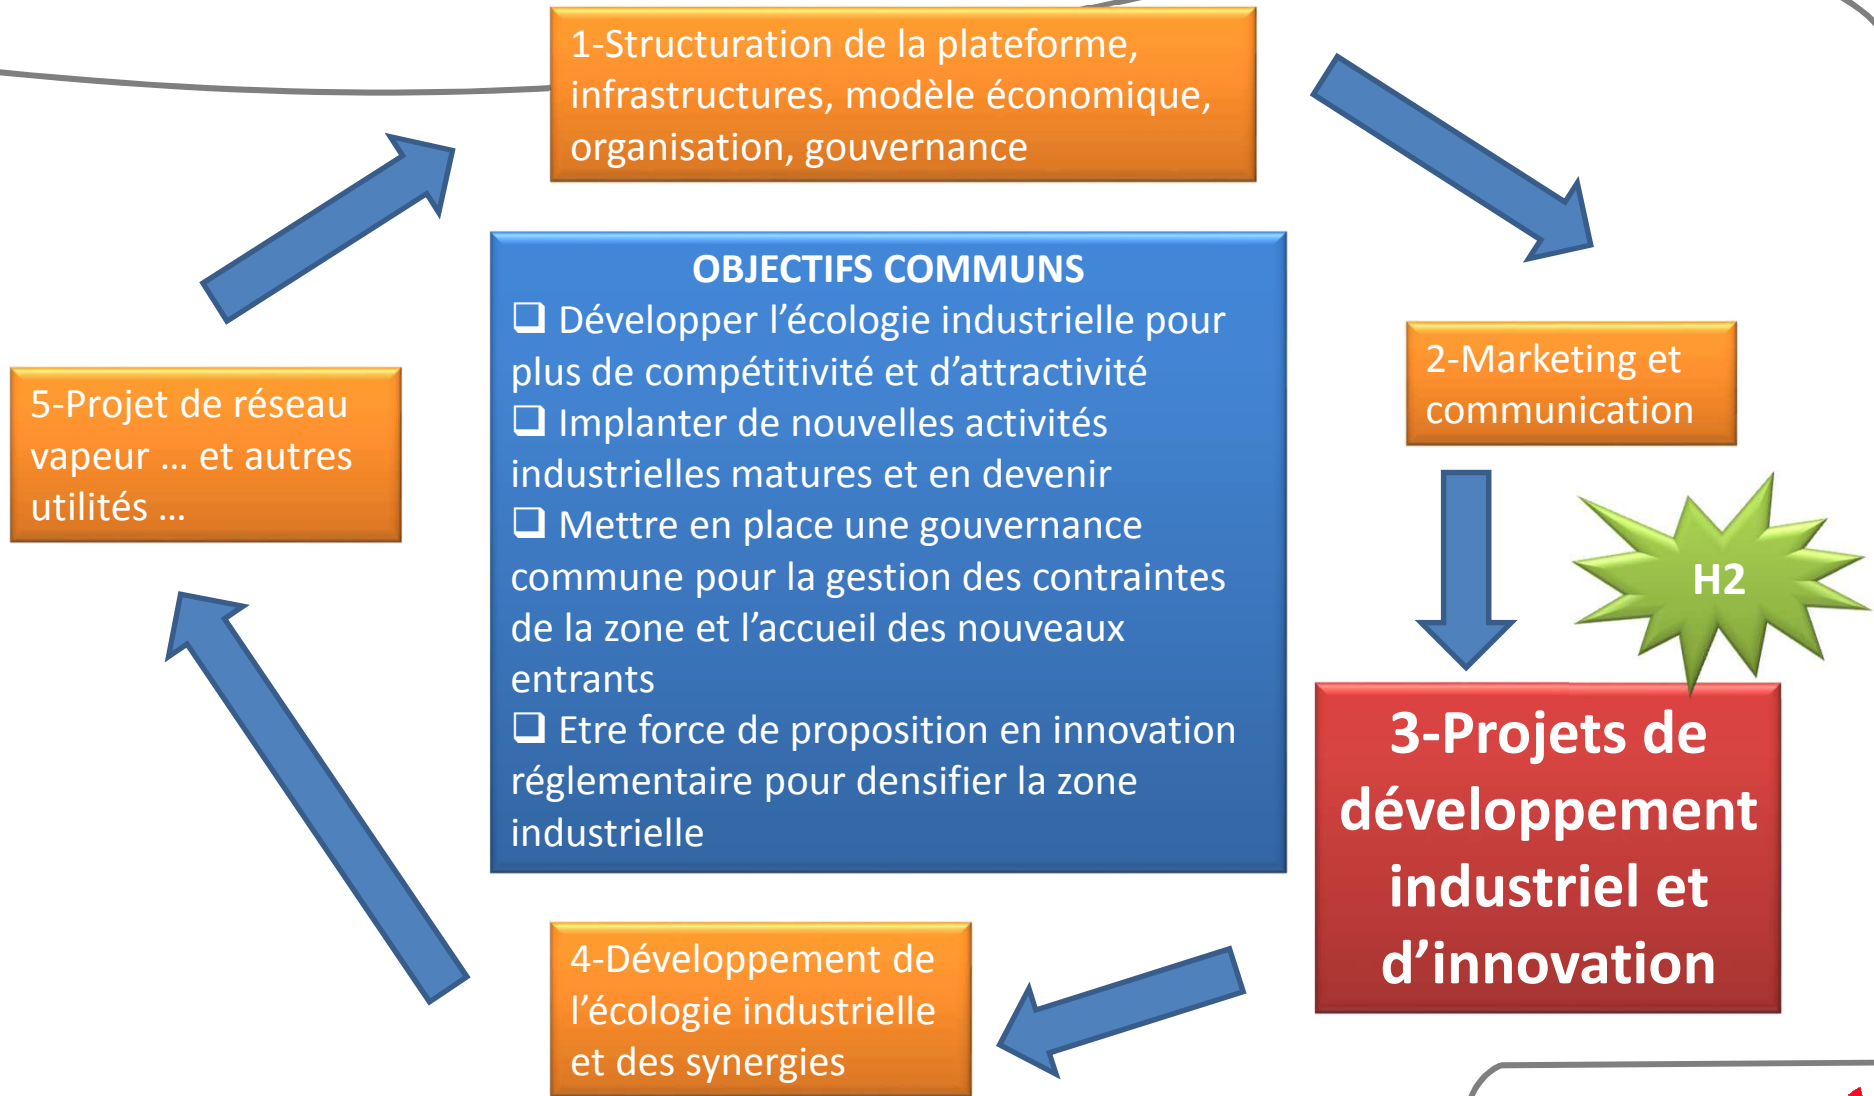 1-Structuration de la plateforme,
infrastructures, modèle économique,
organisation, gouvernance
OBJECTIFS COMMUNS
❑ Développer l’écologie industrielle pour
plus de compétitivité et d’attractivité
❑ Implanter de nouvelles activités
industrielles matures et en devenir
❑ Mettre en place une gouvernance
commune pour la gestion des contraintes
de la zone et l’accueil des nouveaux
entrants
❑ Etre force de proposition en innovation
réglementaire pour densifier la zone
industrielle
2-Marketing et
communication
H2
3-Projets de
développement
industriel et
d’innovation
4-Développement de
l’écologie industrielle
et des synergies
5-Projet de réseau
vapeur … et autres
utilités …